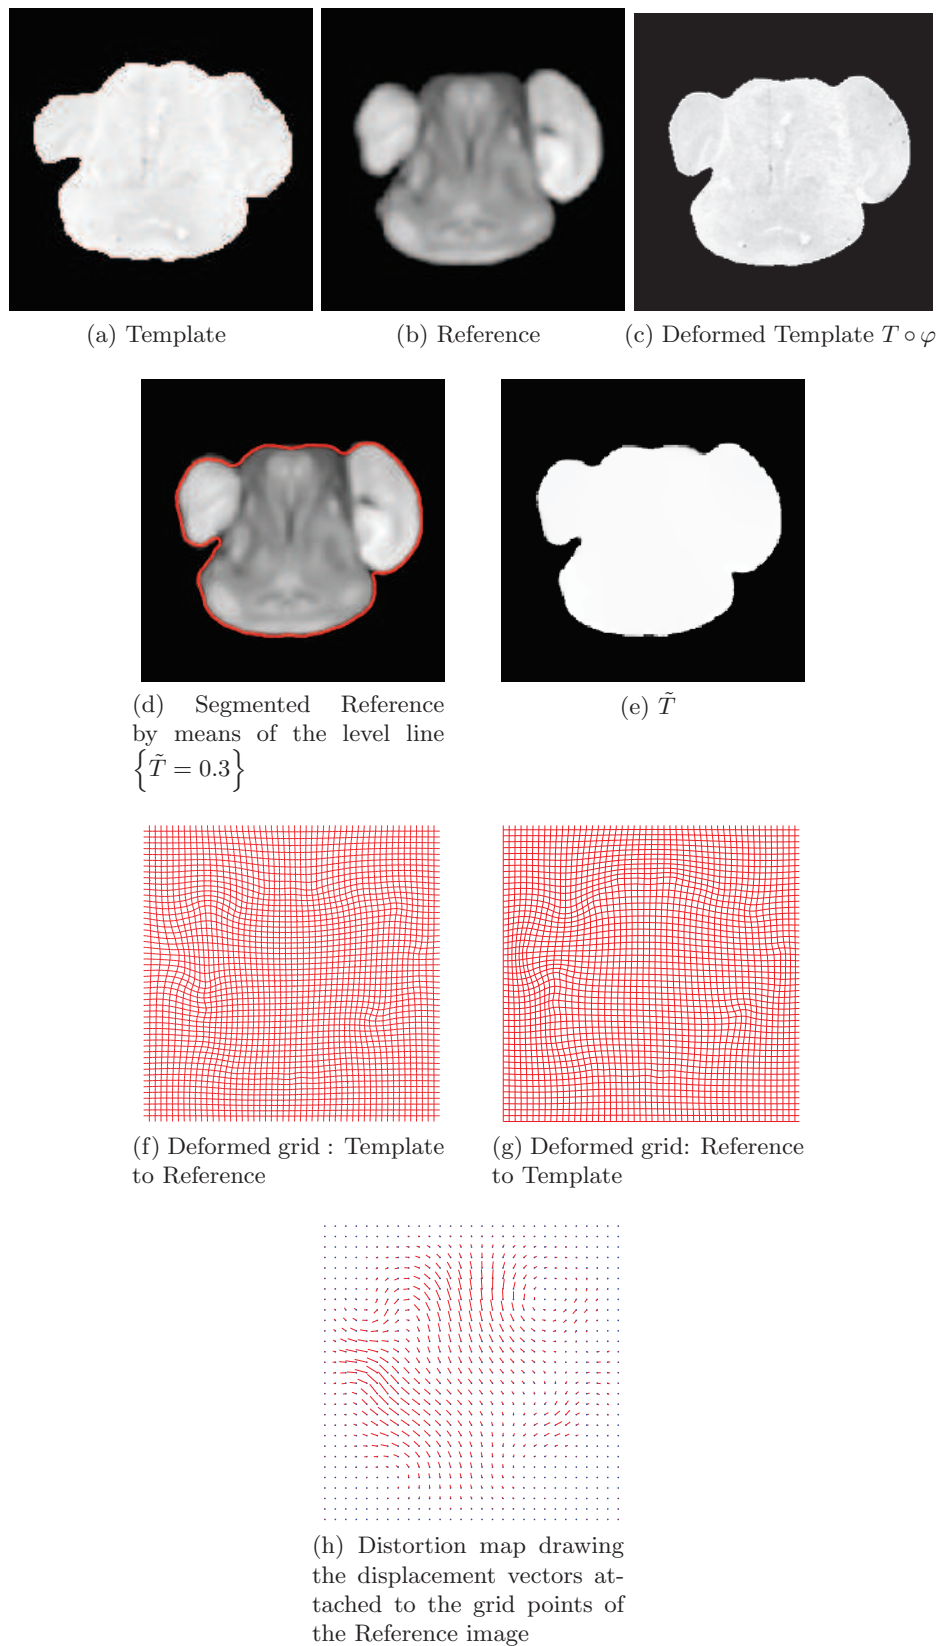 (a) Template
(b) Reference
(c) Deformed Template T ∘ φ
(d) Segmented Reference
by means of the level line
{T̃ = 0.3}
(e) T̃
(f) Deformed grid : Template
to Reference
(g) Deformed grid: Reference
to Template
(h) Distortion map drawing
the displacement vectors at-
tached to the grid points of
the Reference image